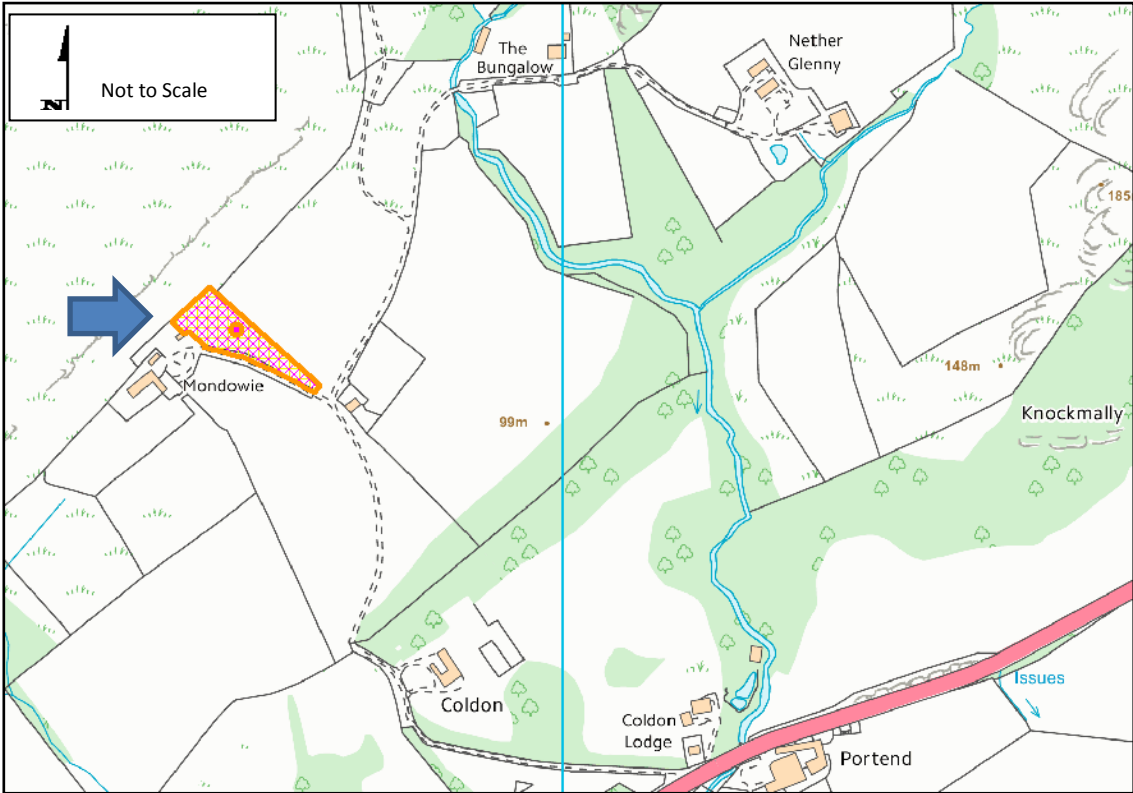 N
Not to Scale
The
Bungalow
Nether
Glenny
185
Mondowie
99m
148m
Knockmally
Coldon
Coldon
Lodge
Issues
Portend